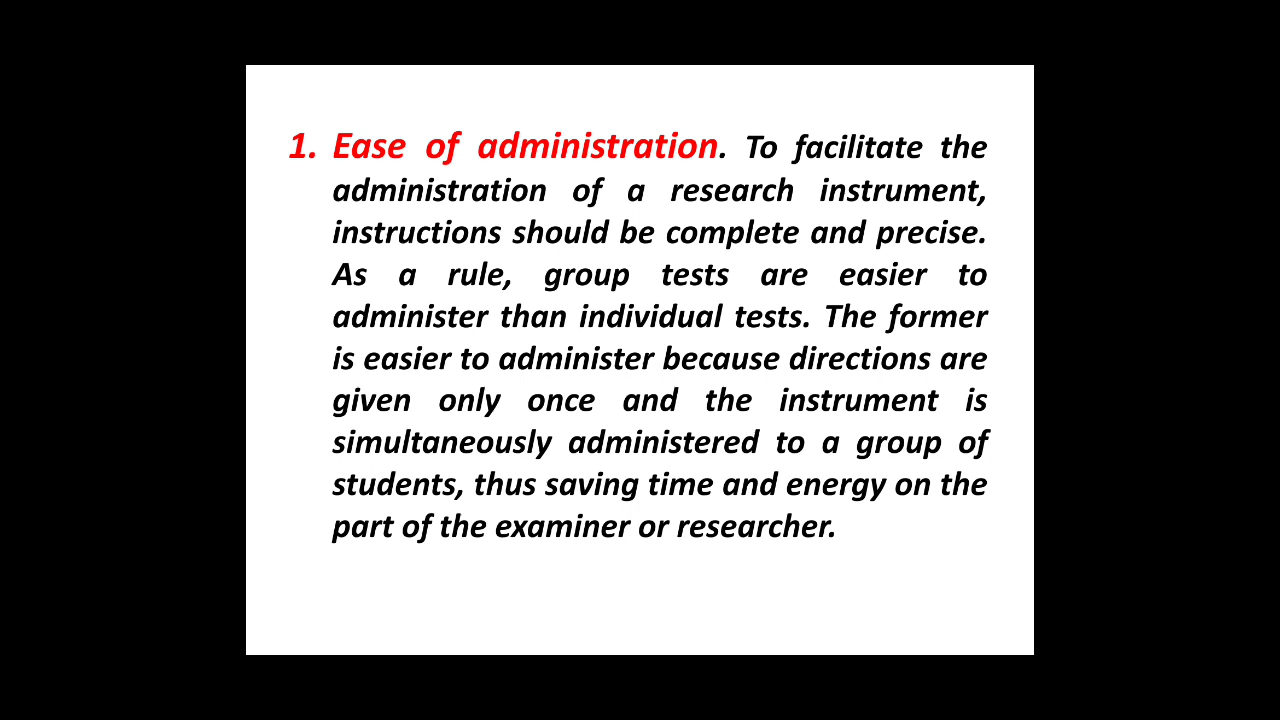 1. Ease of administration. To facilitate the
administration of a research instrument,
instructions should be complete and precise.
As a rule, group tests are easier to
administer than individual tests. The former
is easier to administer because directions are
given only once and the instrument is
simultaneously administered to a group of
students, thus saving time and energy on the
part of the examiner or researcher.